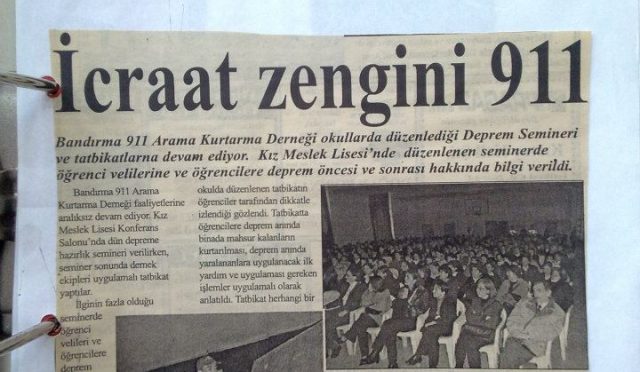 İcraat zengini 911
Bandırma 911 Arama Kurtarma Derneği okullarda düzenlediği Deprem Semineri
ve tatbikatlarna devam ediyor. Kız Meslek Lisesi'nde düzenlenen seminerde
öğrenci velilerine ve öğrencilere deprem öncesi ve sonrası hakkında bilgi verildi.
Bandırma 911 Arama
Kurtarma Derneği faaliyetlerine
aralıksız devam ediyor. Kız
Meslek Lisesi Konferans
Salonu'nda dün depreme
hazırlık semineri verilirken,
seminer sonunda dernek
ekipleri uygulamalı tatbikat
yaptılar.
İlginin fazla olduğu
seminerde
öğrenci
velileri ve
öğrencilere
deprem
okulda düzenlenen tatbikatın
öğrenciler tarafından dikkatle
izlendiği gözlendi. Tatbikatta
öğrencilere deprem anında
binada mahsur kalanların
kurtarılması, deprem anında
yaralananlara uygulanacak ilk
yardım ve uygulaması gereken
işlemler uygulamalı olarak
anlatıldı. Tatbikat herhangi bir